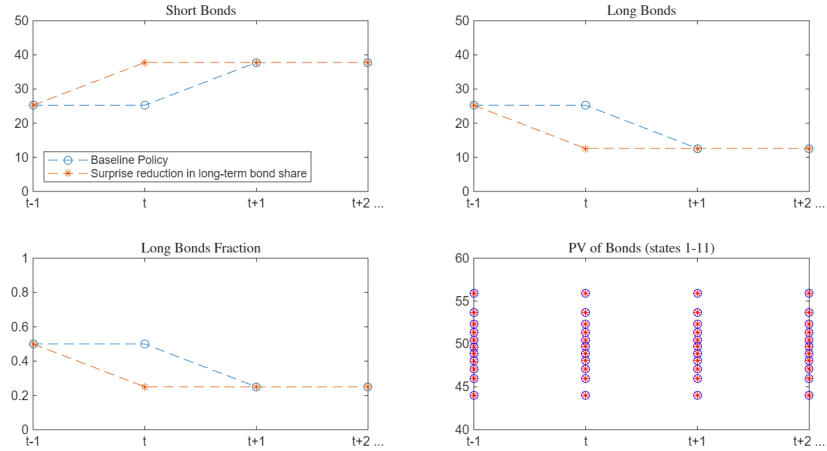 Short Bonds
50
40
30
20
10
0
Baseline Policy
Surprise reduction in long-term bond share
t-1 t t+1 t+2 ...
Long Bonds
50
40
30
20
10
0
t-1 t t+1 t+2 ...
Long Bonds Fraction
1
0.8
0.6
0.4
0.2
0
t-1 t t+1 t+2 ...
PV of Bonds (states 1-11)
60
55
50
45
40
t-1 t t+1 t+2 ...